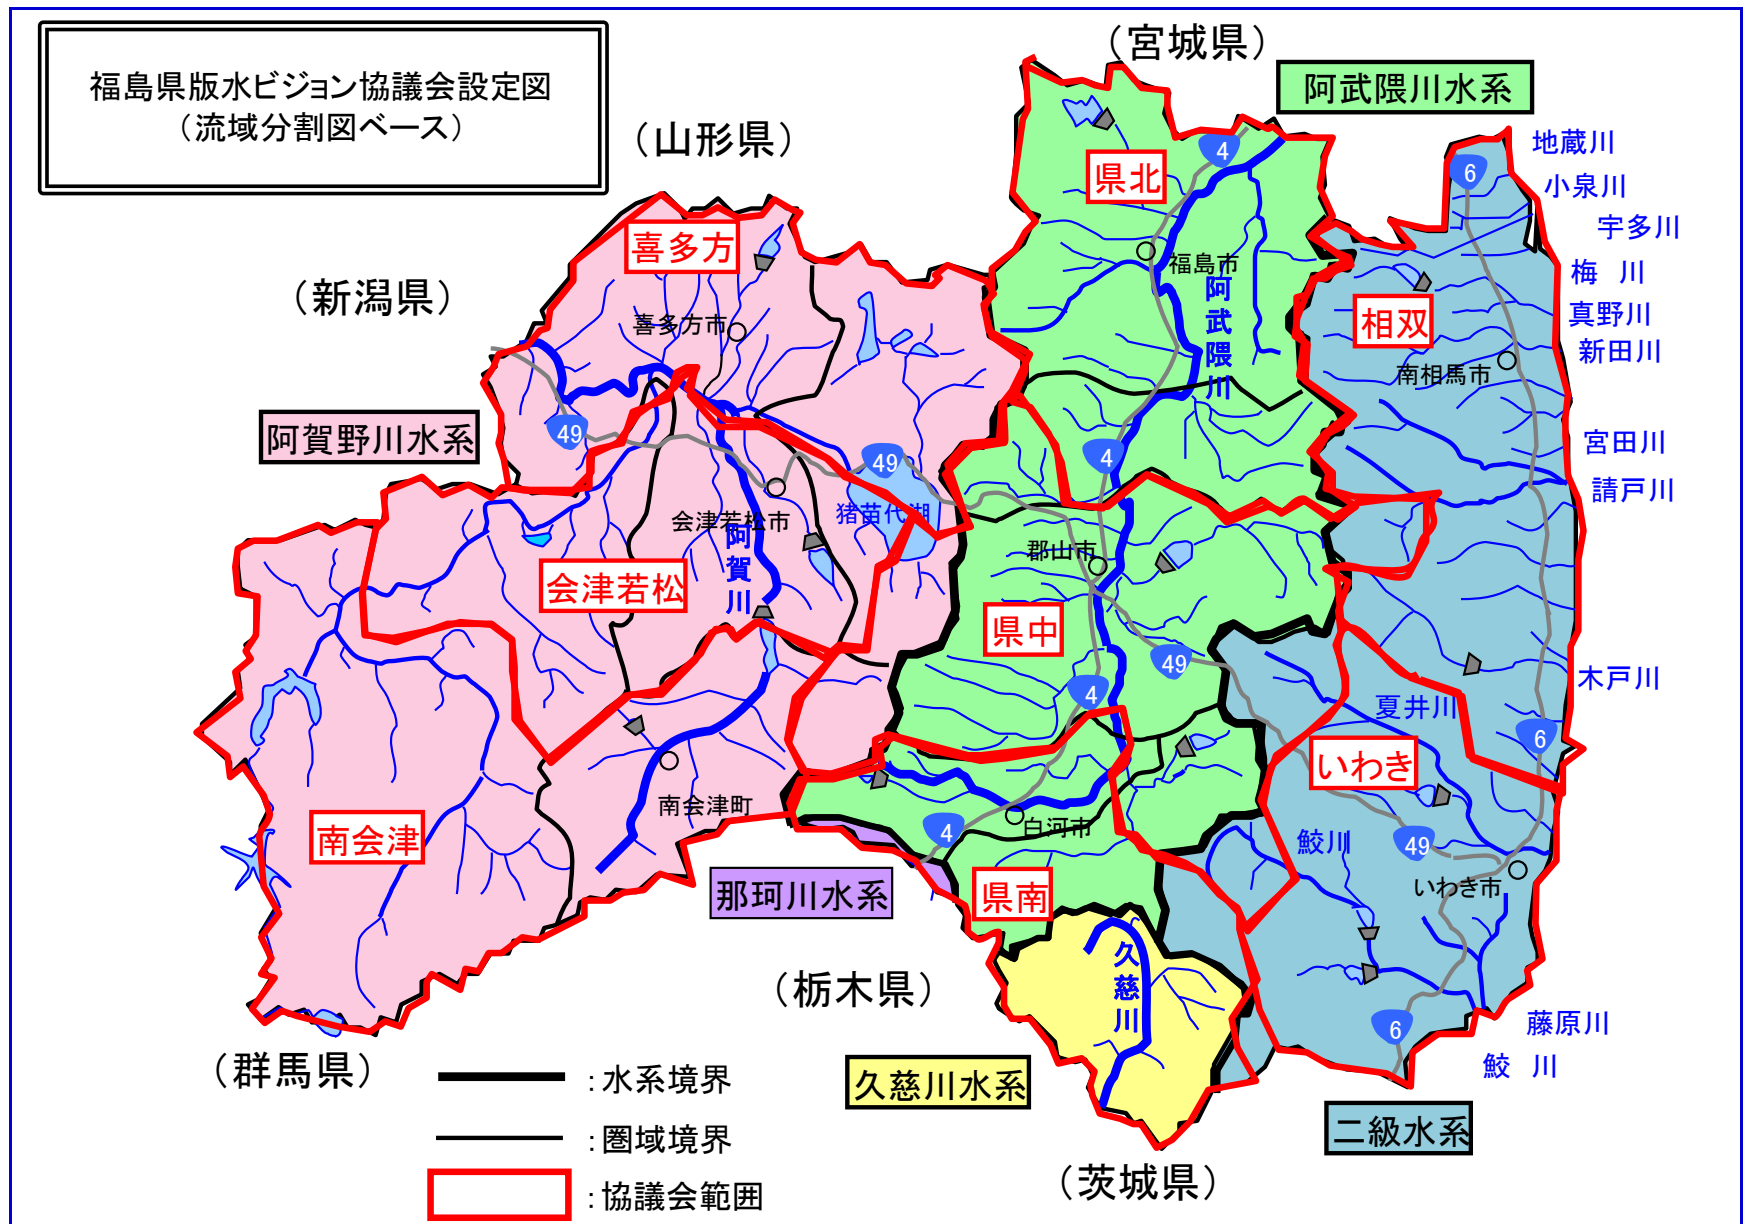 福島県版水ビジョン協議会設定図
（流域分割図ベース）
（宮城県）
阿武隈川水系
（山形県）
4
県北
6
地蔵川
小泉川
宇多川
喜多方
福島市
梅 川
（新潟県）
阿武隈川
真野川
相双
喜多方市
新田川
南相馬市
阿賀野川水系
49
49
4
宮田川
請戸川
猪苗代湖
会津若松市
阿賀川
郡山市
会津若松
県中
49
4
木戸川
夏井川
6
いわき
南会津町
白河市
4
鮫川
49
南会津
いわき市
那珂川水系
県南
久慈川
（栃木県）
6
藤原川
鮫 川
（群馬県）
久慈川水系
二級水系
（茨城県）
：水系境界
：圏域境界
：協議会範囲